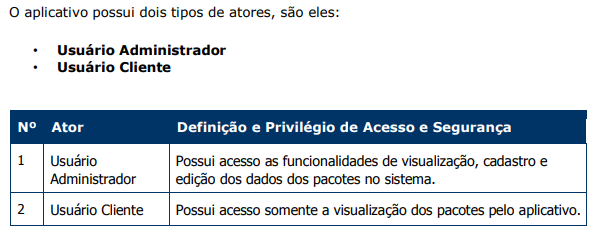 O aplicativo possui dois tipos de atores, são eles:
• Usuário Administrador
• Usuário Cliente
Nº Ator Definição e Privilégio de Acesso e Segurança
1 Usuário Administrador Possui acesso as funcionalidades de visualização, cadastro e edição dos dados dos pacotes no sistema.
2 Usuário Cliente Possui acesso somente a visualização dos pacotes pelo aplicativo.